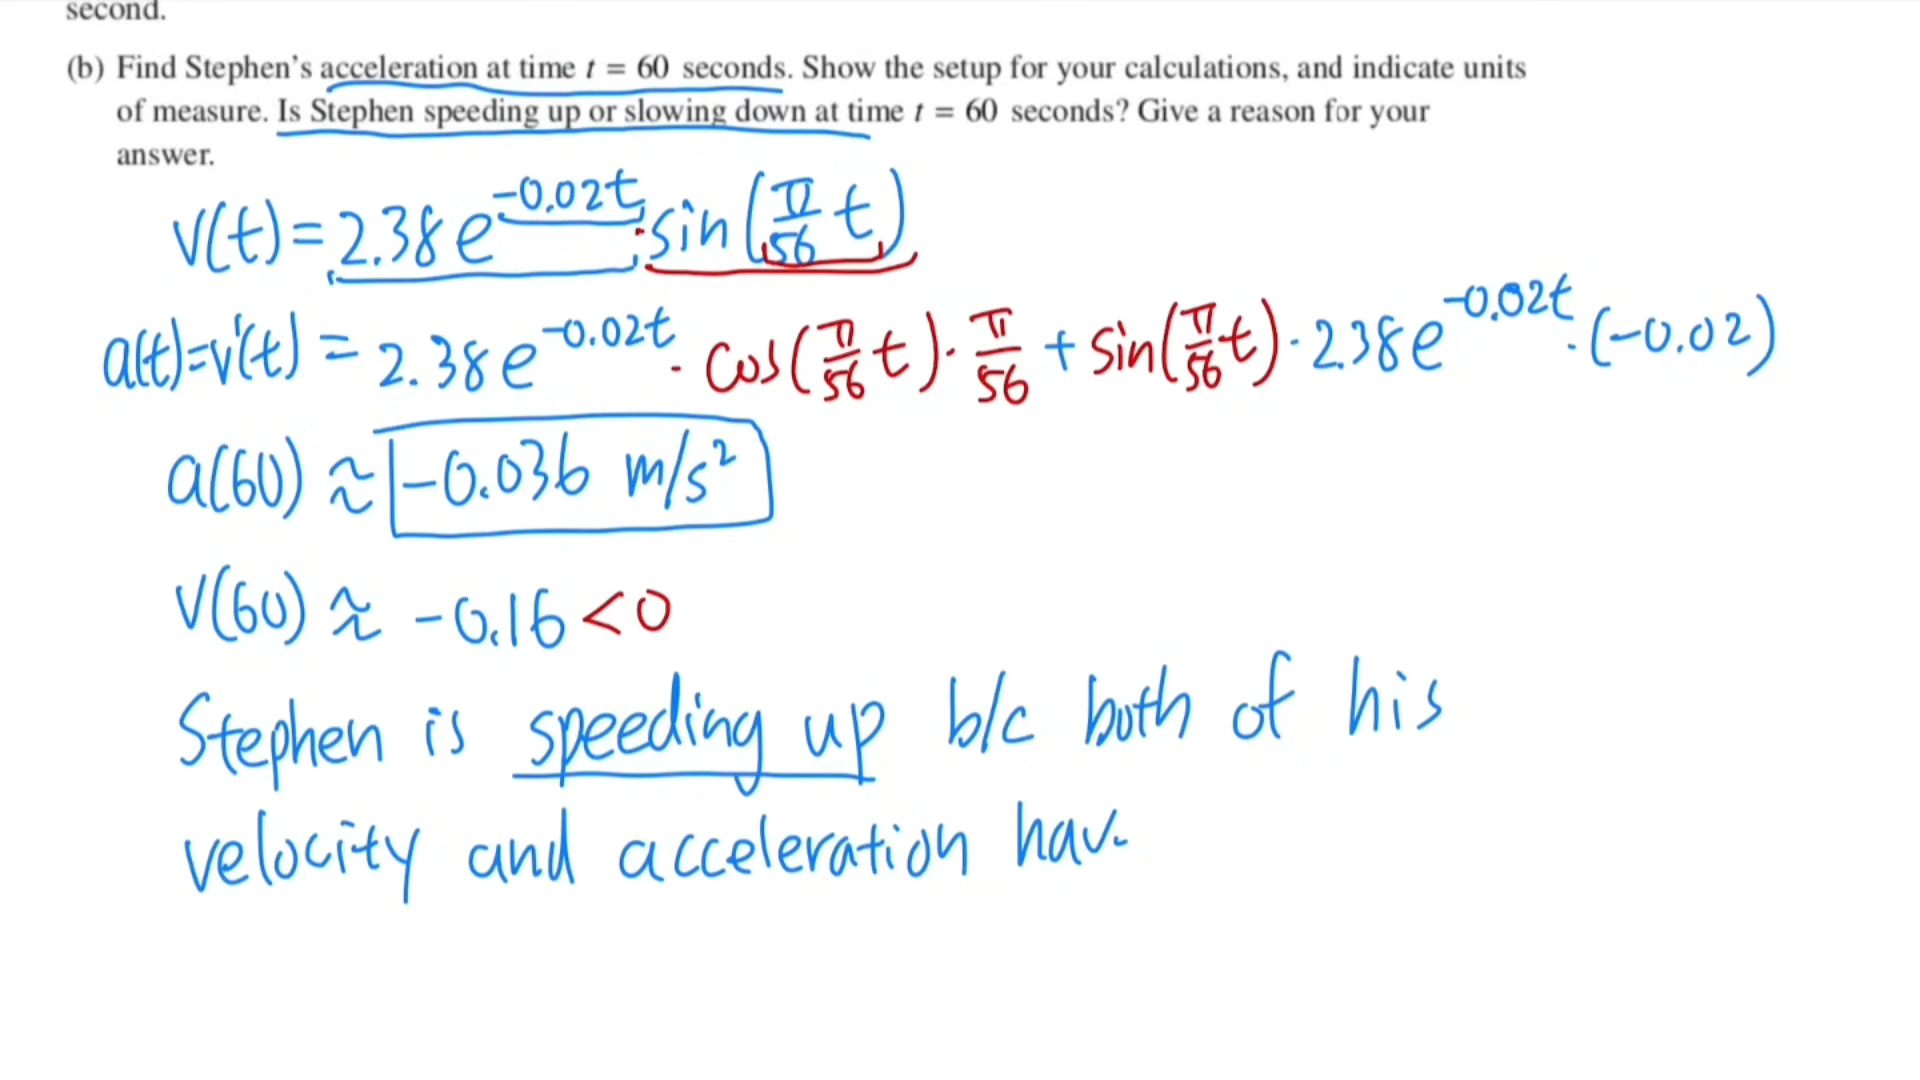 second.
(b) Find Stephen's acceleration at time t = 60 seconds. Show the setup for your calculations, and indicate units
of measure. Is Stephen speeding up or slowing down at time t = 60 seconds? Give a reason for your
answer.
v(t)=2.38e^{-0.02t}·sin(π/56 t)
a(t)=v'(t) = 2.38e^{-0.02t}·cos(π/56 t)·π/56 + sin(π/56 t)·2.38e^{-0.02t}·(-0.02)
a(60) ≈ -0.036 m/s²
v(60) ≈ -0.16 <0
Stephen is speeding up b/c both of his
velocity and acceleration hav